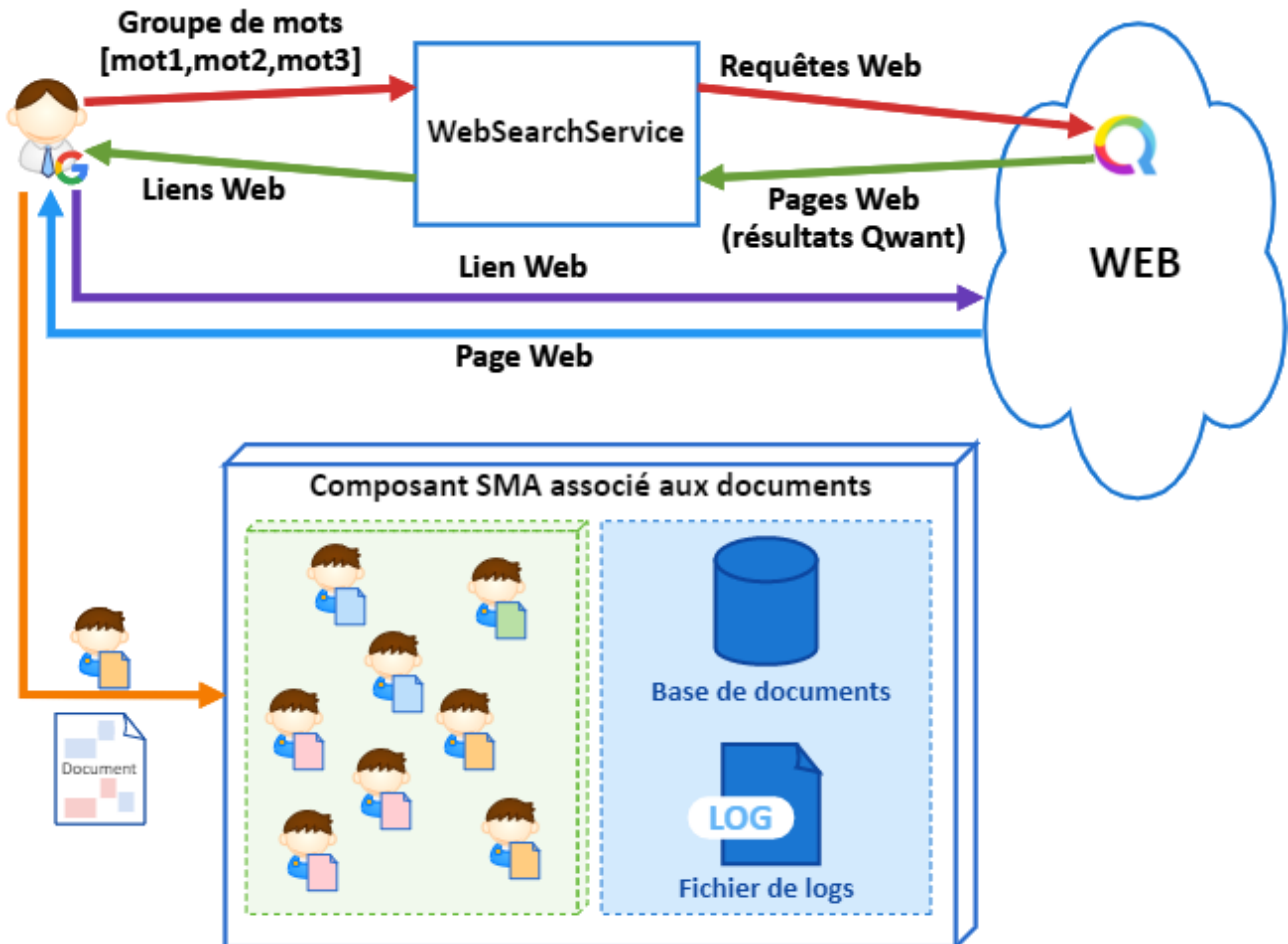 Groupe de mots
[mot1,mot2,mot3]
Requêtes Web
WebSearchService
Liens Web
Pages Web
(résultats Qwant)
WEB
Lien Web
Page Web
Composant SMA associé aux documents
Base de documents
Document
LOG
Fichier de logs